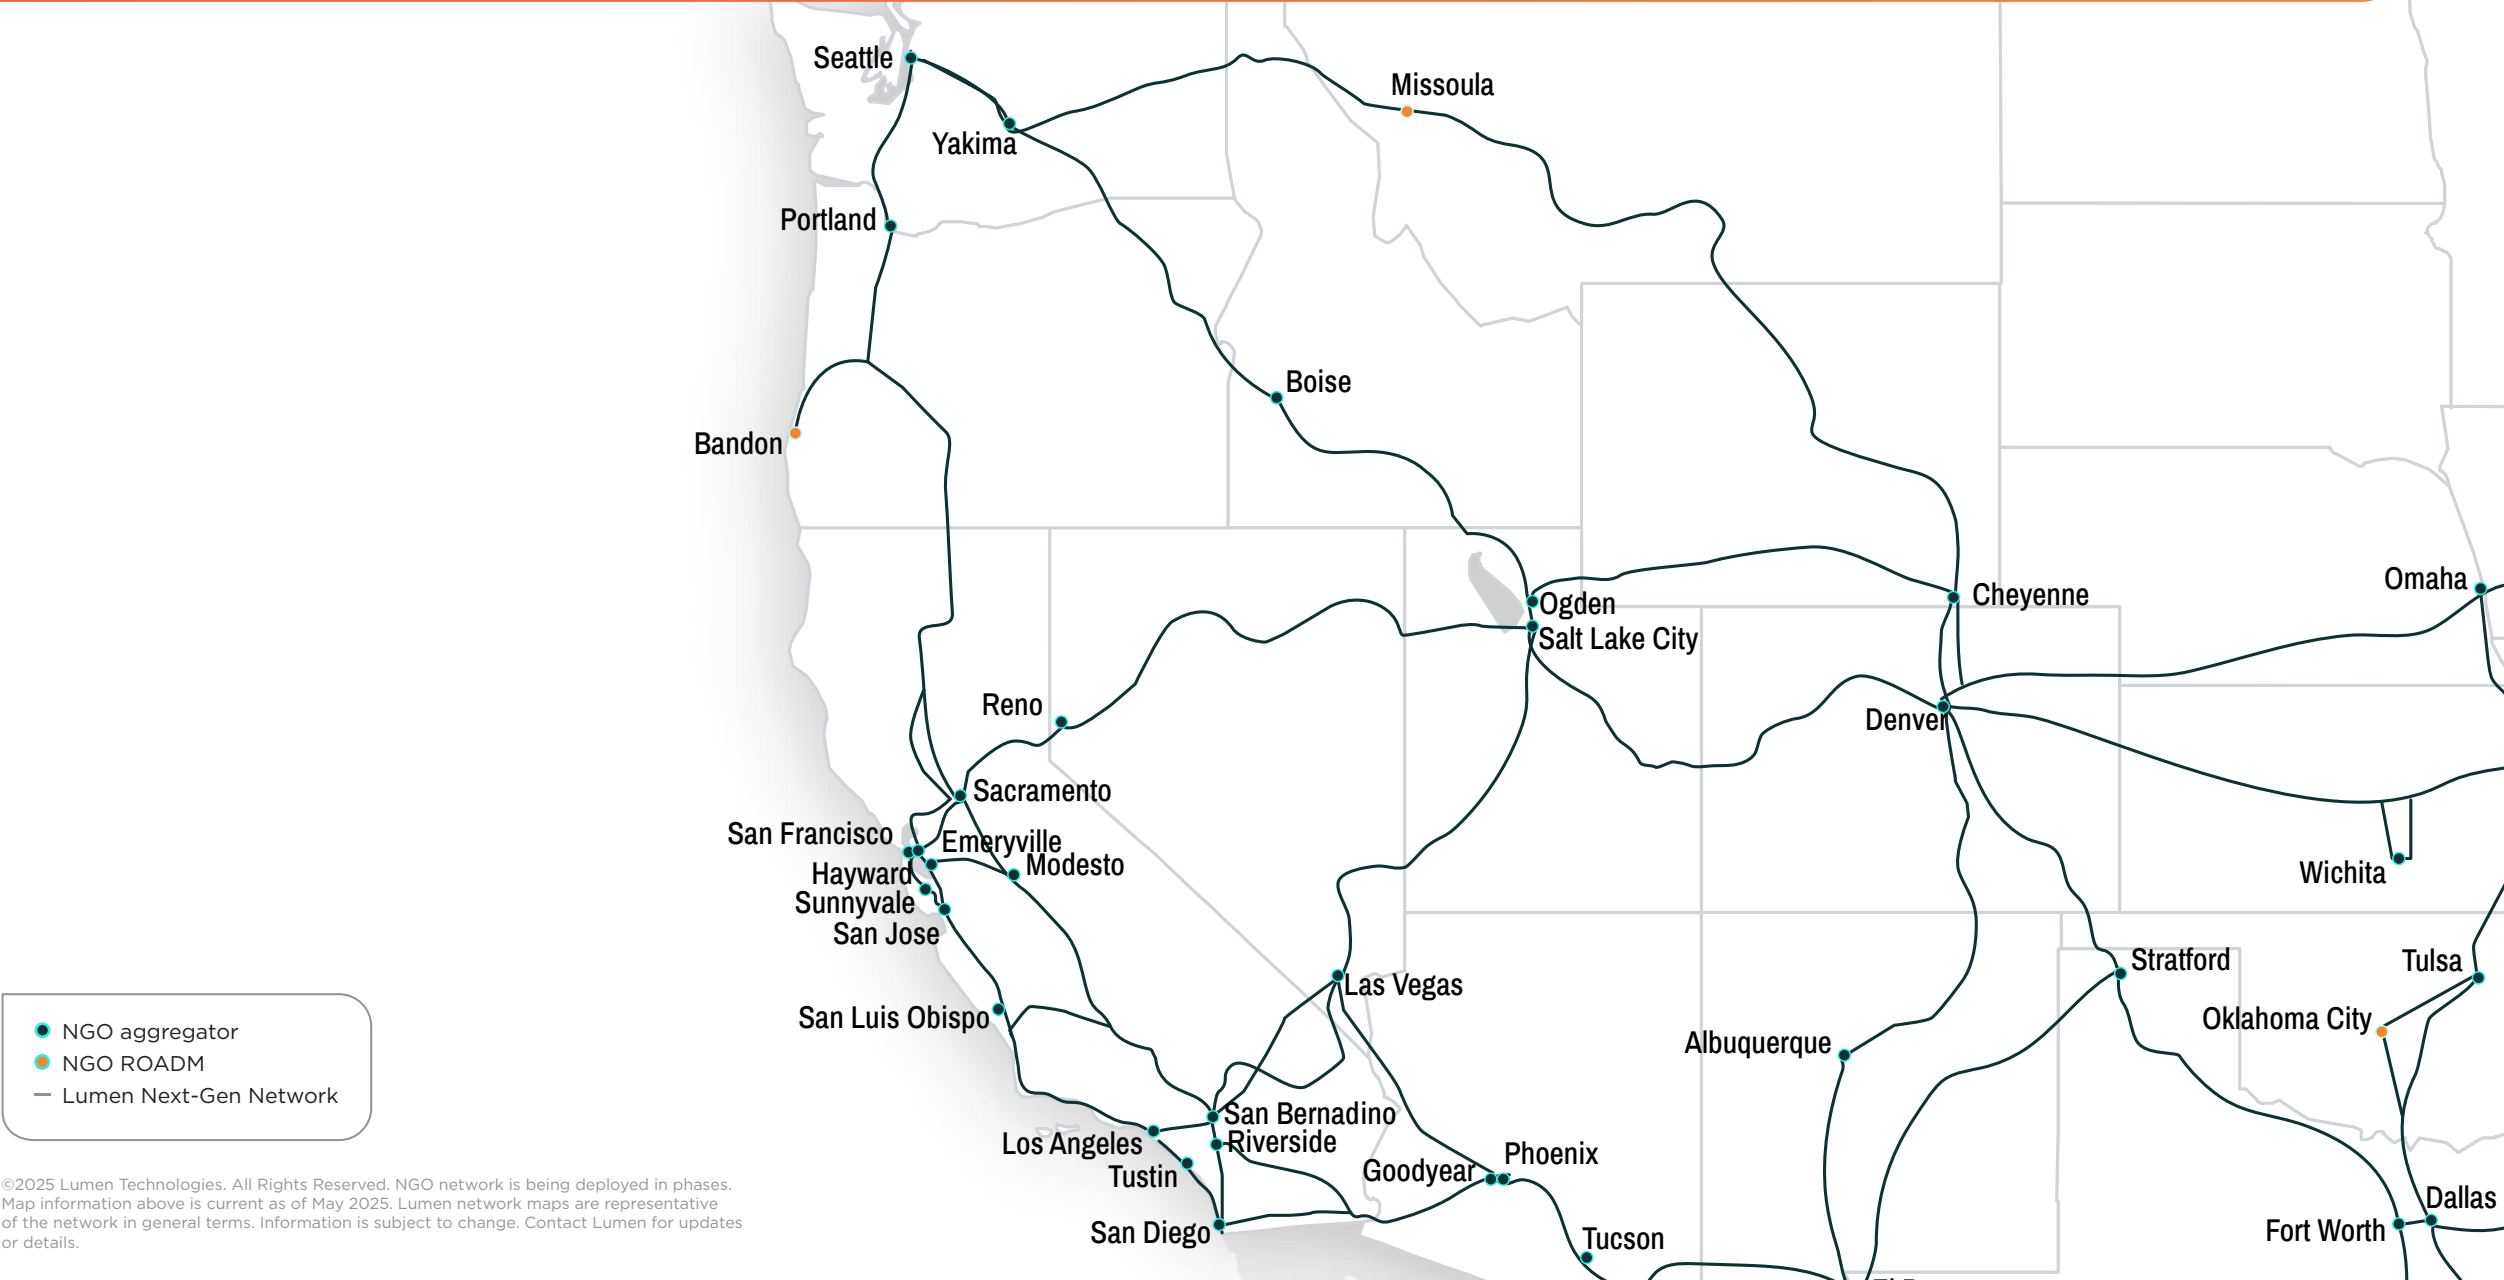 Seattle
Missoula
Yakima
Portland
Boise
Bandon
Omaha
Cheyenne
Ogden
Salt Lake City
Reno
Denver
Sacramento
San Francisco
Emeryville
Modesto
Hayward
Wichita
Sunnyvale
San Jose
Stratford
Tulsa
Las Vegas
San Luis Obispo
Oklahoma City
Albuquerque
NGO aggregator
NGO ROADM
Lumen Next-Gen Network
San Bernadino
Riverside
Los Angeles
Phoenix
Goodyear
Tustin
Dallas
San Diego
Fort Worth
Tucson
©2025 Lumen Technologies. All Rights Reserved. NGO network is being deployed in phases.
Map information above is current as of May 2025. Lumen network maps are representative
of the network in general terms. Information is subject to change. Contact Lumen for updates
or details.